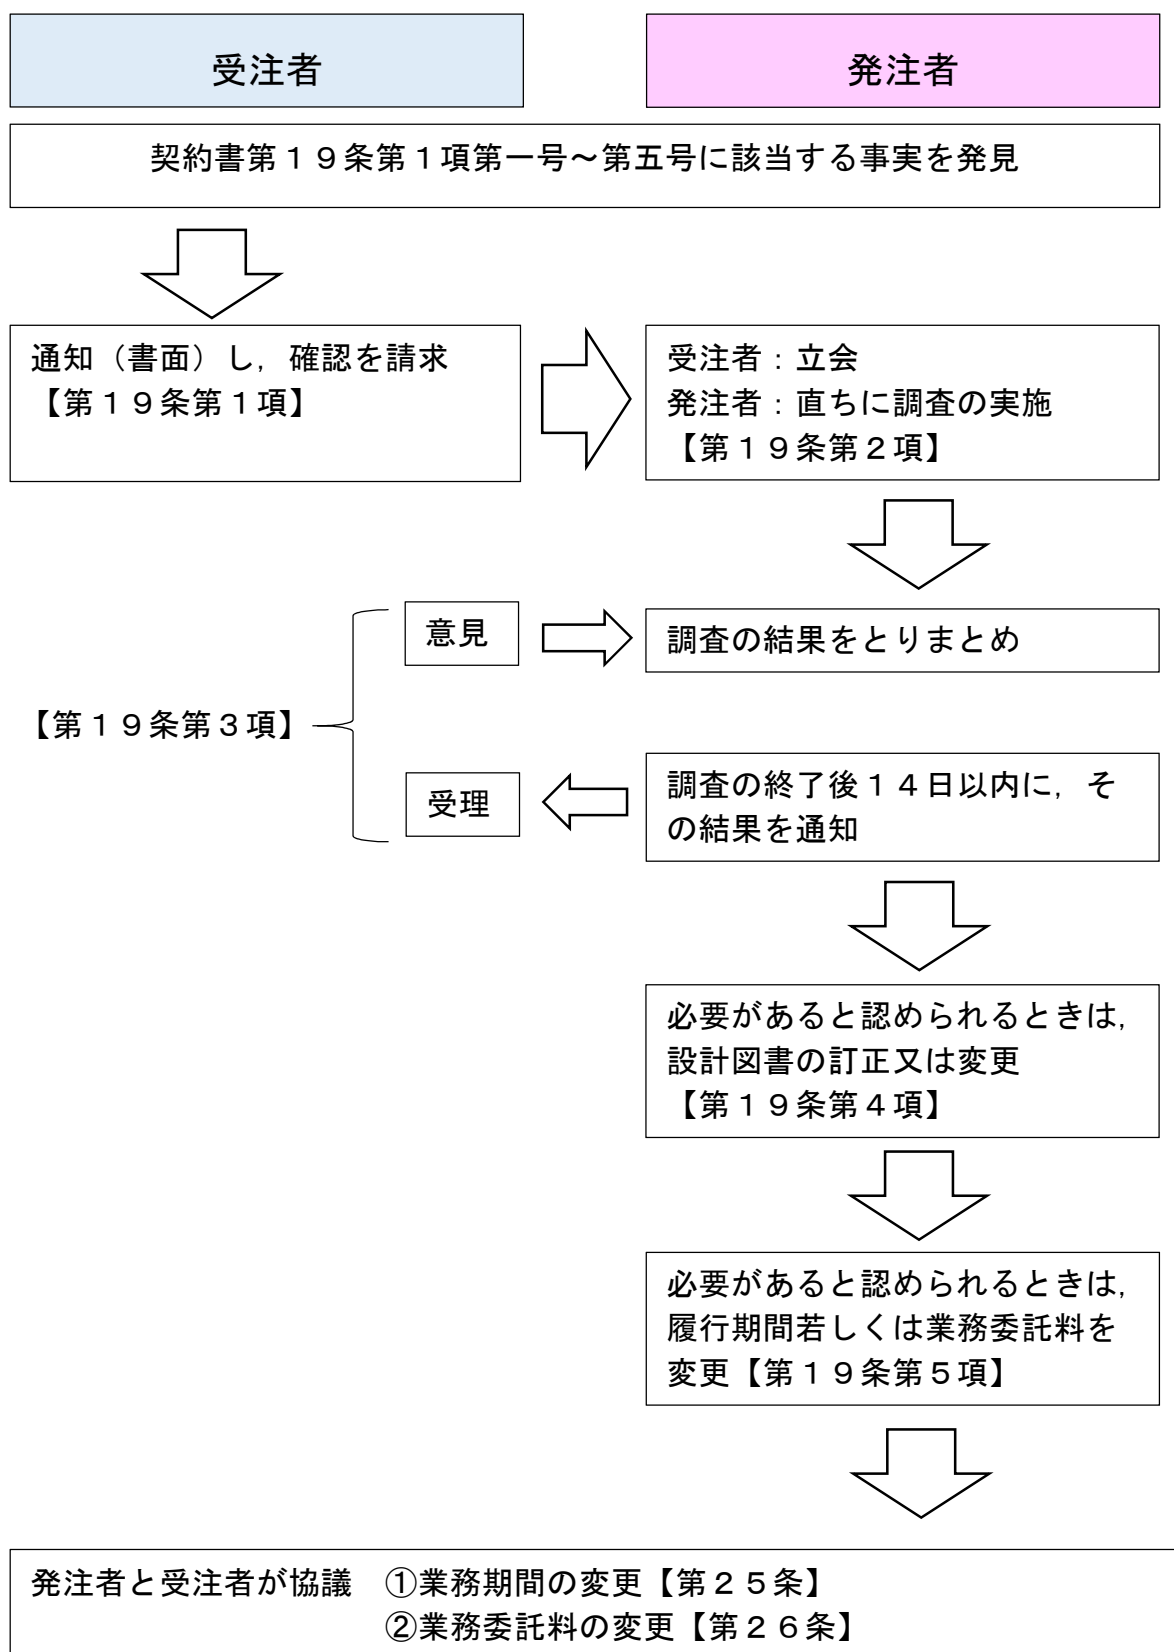 受注者
発注者
契約書第１９条第１項第一号～第五号に該当する事実を発見
通知（書面）し，確認を請求
【第１９条第１項】
受注者：立会
発注者：直ちに調査の実施
【第１９条第２項】
意見
調査の結果をとりまとめ
【第１９条第３項】
受理
調査の終了後１４日以内に，そ
の結果を通知
必要があると認められるときは，
設計図書の訂正又は変更
【第１９条第４項】
必要があると認められるときは，
履行期間若しくは業務委託料を
変更【第１９条第５項】
発注者と受注者が協議　①業務期間の変更【第２５条】
②業務委託料の変更【第２６条】